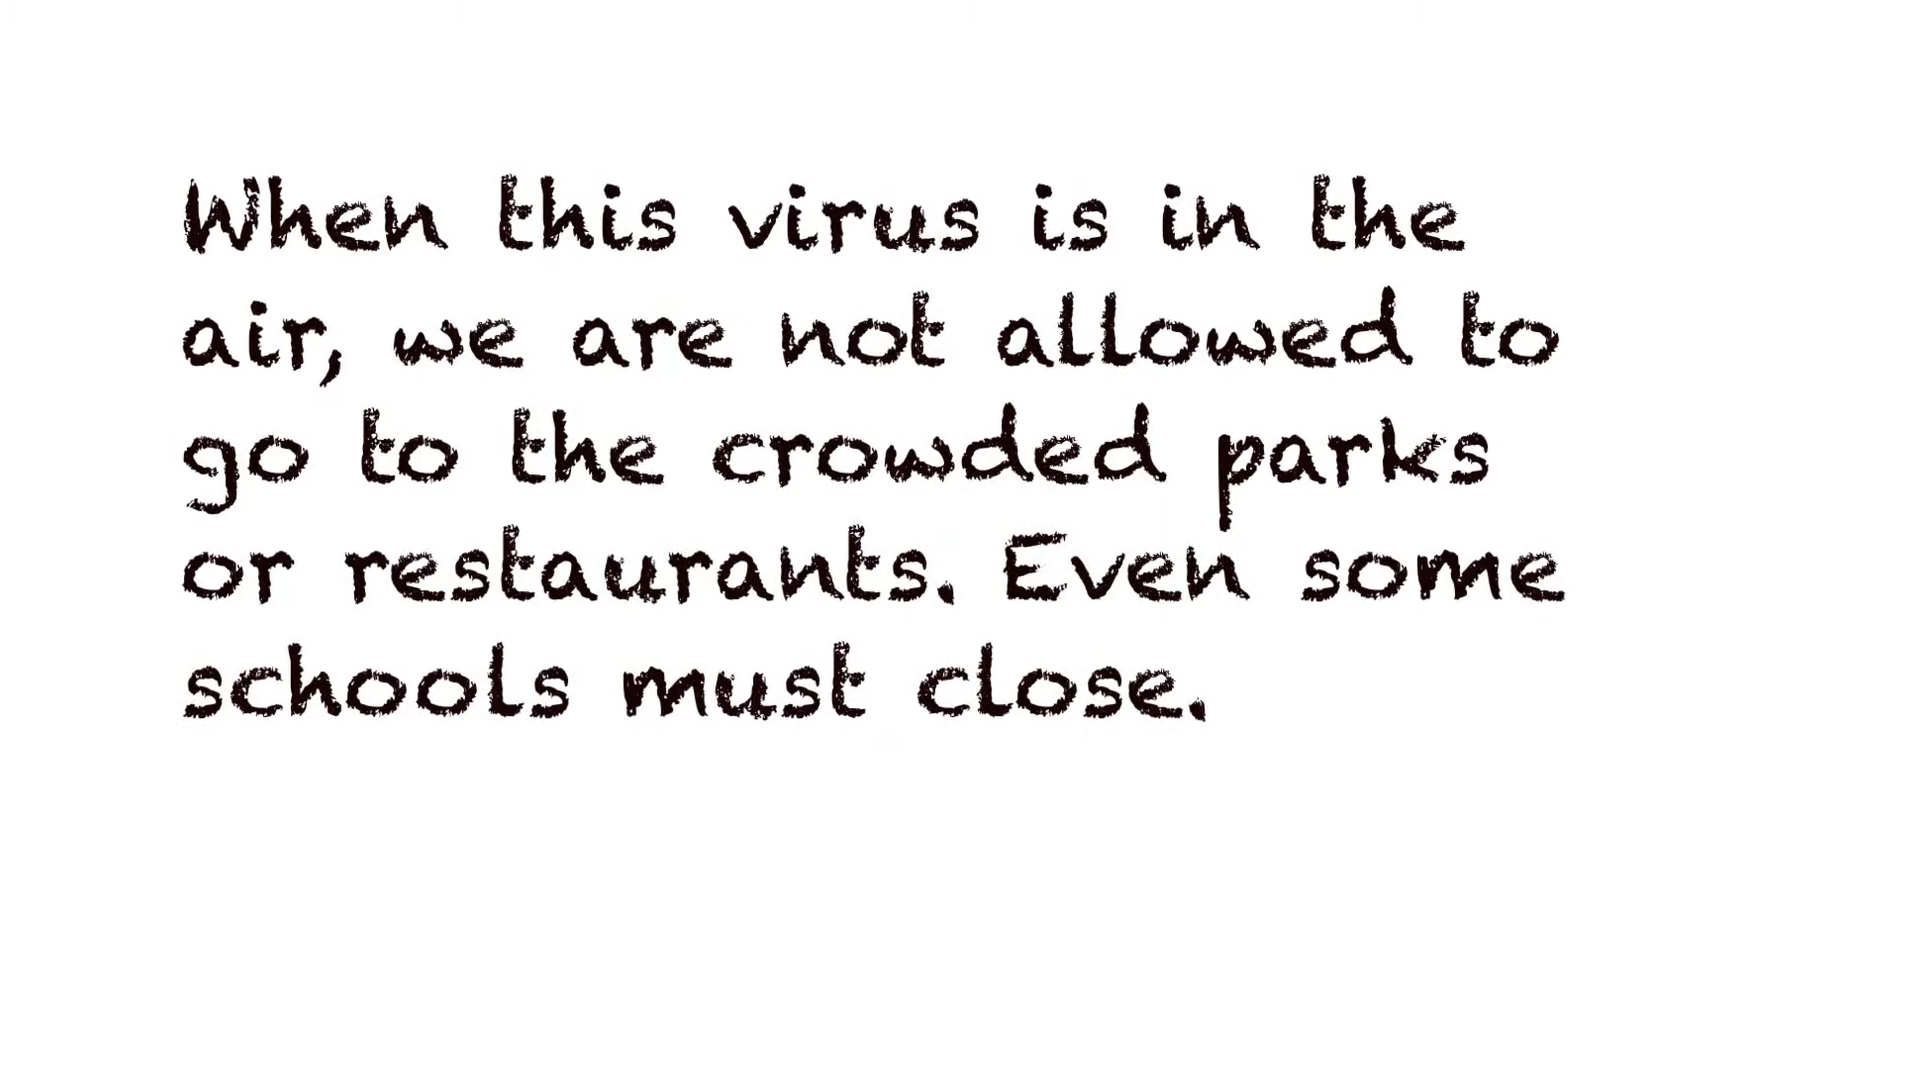 When this virus is in the
air, we are not allowed to
go to the crowded parks
or restaurants. Even some
schools must close.